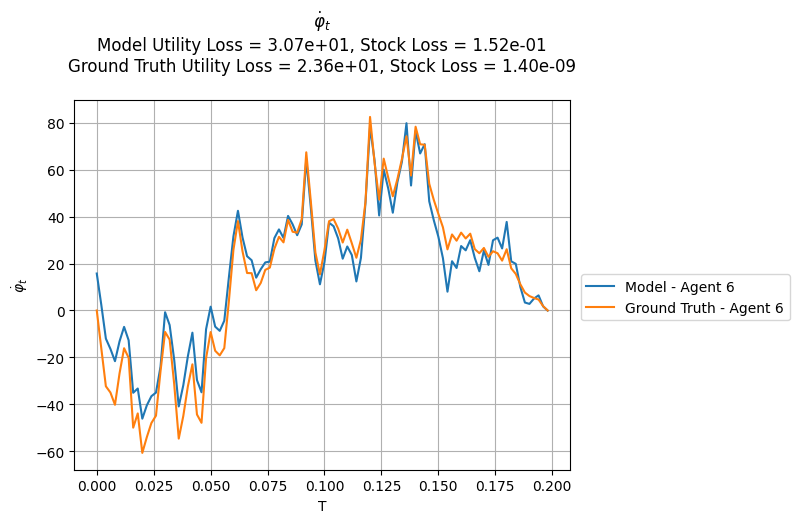 φ̇ₜ
Model Utility Loss = 3.07e+01, Stock Loss = 1.52e-01
Ground Truth Utility Loss = 2.36e+01, Stock Loss = 1.40e-09
80
60
40
20
0
−20
−40
−60
φ̇ₜ
0.000 0.025 0.050 0.075 0.100 0.125 0.150 0.175 0.200
T
Model - Agent 6
Ground Truth - Agent 6